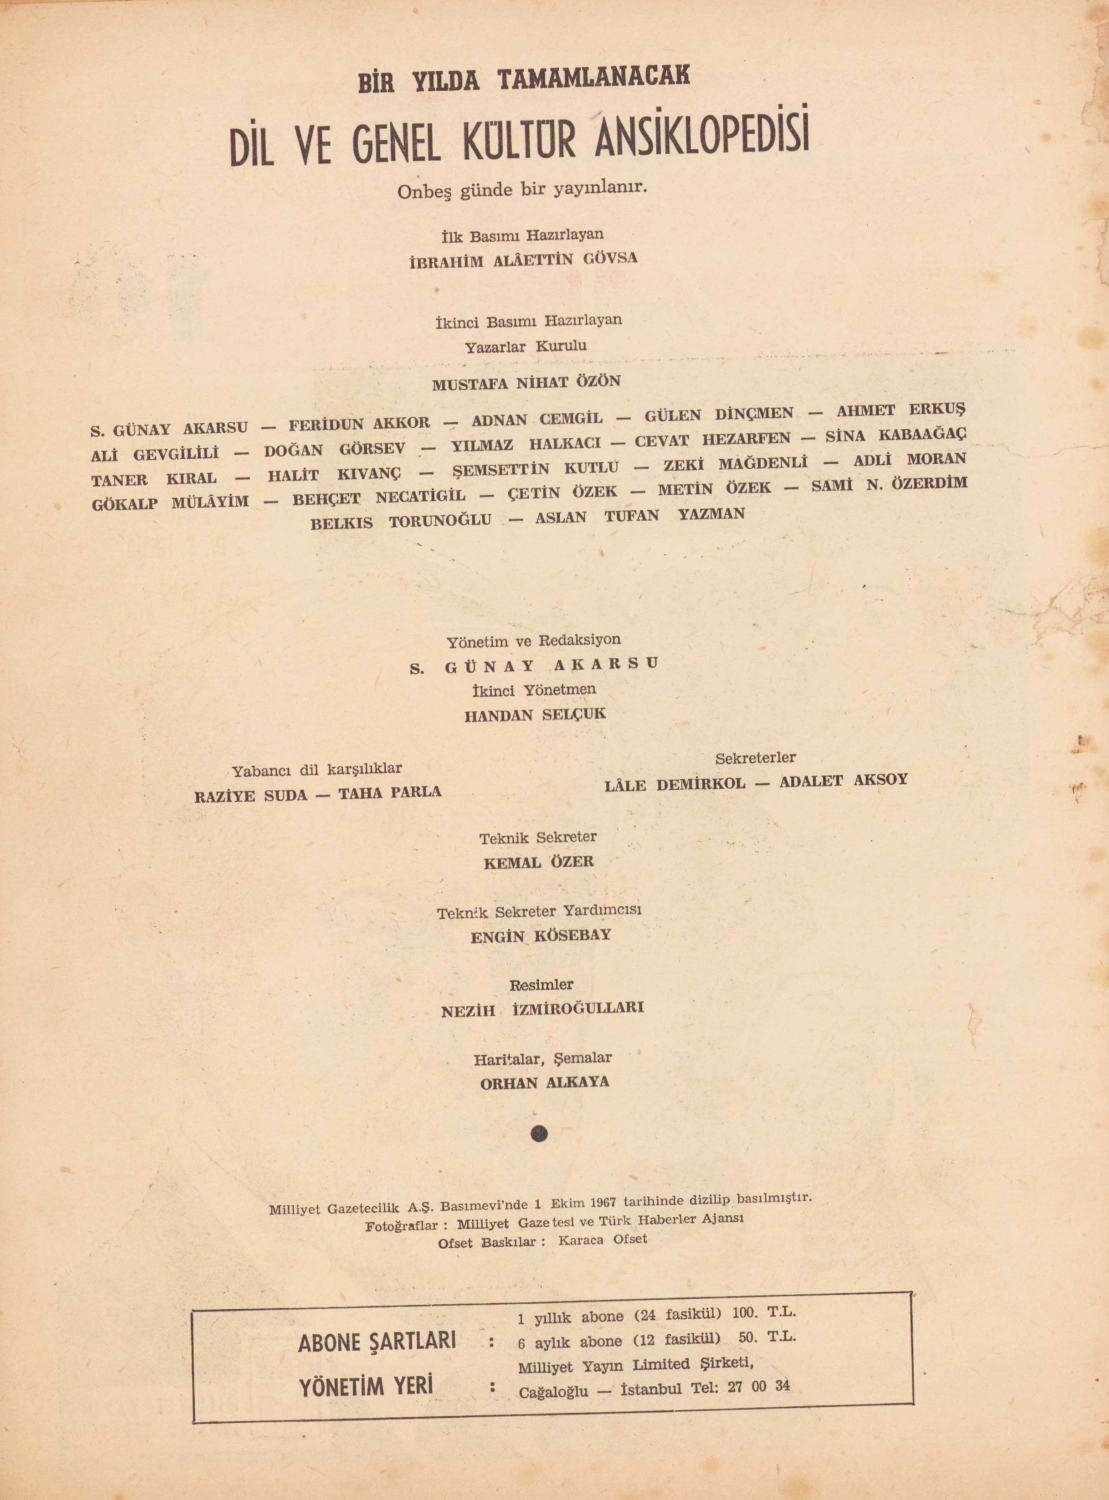 BİR YILDA TAMAMLANACAK
DİL VE GENEL KÜLTÜR ANSİKLOPEDİSİ
Onbeş günde bir yayınlanır.
İlk Basımı Hazırlayan
İBRAHİM ALÂETTİN GÖVSA
İkinci Basımı Hazırlayan
Yazarlar Kurulu
MUSTAFA NİHAT ÖZÖN
S. GÜNAY AKARSU — FERİDUN AKKOR — ADNAN CEMGİL — GÜLEN DİNÇMEN — AHMET ERKUŞ
ALİ GEVGİLİLİ — DOĞAN GÖRSEV — YILMAZ HALKACI — CEVAT HEZARFEN — SİNA KABAAĞAÇ
TANER KIRAL — HALİT KIVANÇ — ŞEMSETTİN KUTLU — ZEKİ MAĞDENLİ — ADLİ MORAN
GÖKALP MÜLÂYİM — BEHÇET NECATİGİL — ÇETİN ÖZEK — METİN ÖZEK — SAMİ N. ÖZERDİM
BELKIS TORUNOĞLU — ASLAN TUFAN YAZMAN
Yönetim ve Redaksiyon
S. GÜNAY AKARSU
İkinci Yönetmen
HANDAN SELÇUK
Yabancı dil karşılıklar
RAZİYE SUDA — TAHA PARLA
Sekreterler
LÂLE DEMİRKOL — ADALET AKSOY
Teknik Sekreter
KEMAL ÖZER
Teknik Sekreter Yardımcısı
ENGİN KÖSEBAY
Resimler
NEZİH İZMİROĞULLARI
Haritalar, Şemalar
ORHAN ALKAYA
Milliyet Gazetecilik A.Ş. Basımevi'nde 1 Ekim 1967 tarihinde dizilip basılmıştır.
Fotoğraflar : Milliyet Gazetesi ve Türk Haberler Ajansı
Ofset Baskılar : Karaca Ofset
ABONE ŞARTLARI : 1 yıllık abone (24 fasikül) 100. T.L.
6 aylık abone (12 fasikül) 50. T.L.
YÖNETİM YERİ : Milliyet Yayın Limited Şirketi,
Cağaloğlu — İstanbul Tel: 27 00 34